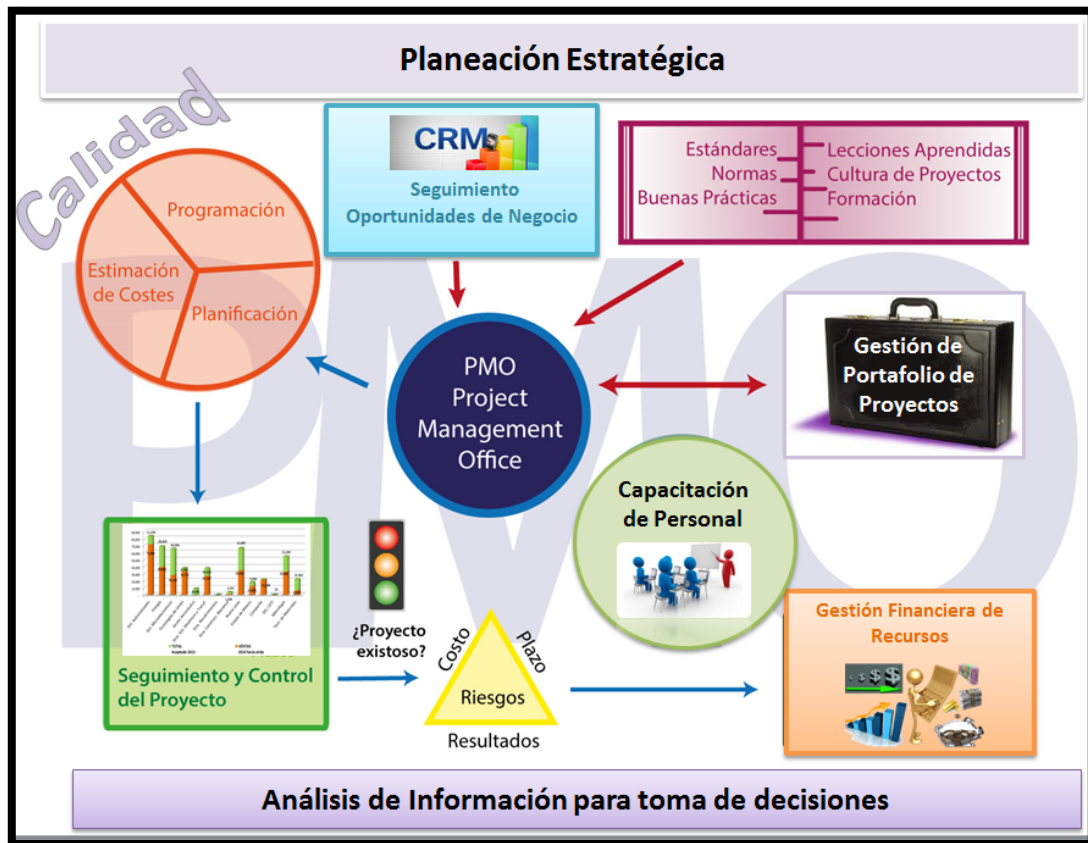 Planeación Estratégica
Calidad
CRM
Seguimiento
Oportunidades de Negocio
Estándares
Normas
Buenas Prácticas
Lecciones Aprendidas
Cultura de Proyectos
Formación
Programación
Estimación
de Costes
Planificación
PMO
PMO
Project
Management
Office
Gestión de
Portafolio de
Proyectos
Capacitación
de Personal
Seguimiento y Control
del Proyecto
¿Proyecto
existoso?
Costo
Plazo
Riesgos
Resultados
Gestión Financiera de
Recursos
Análisis de Información para toma de decisiones